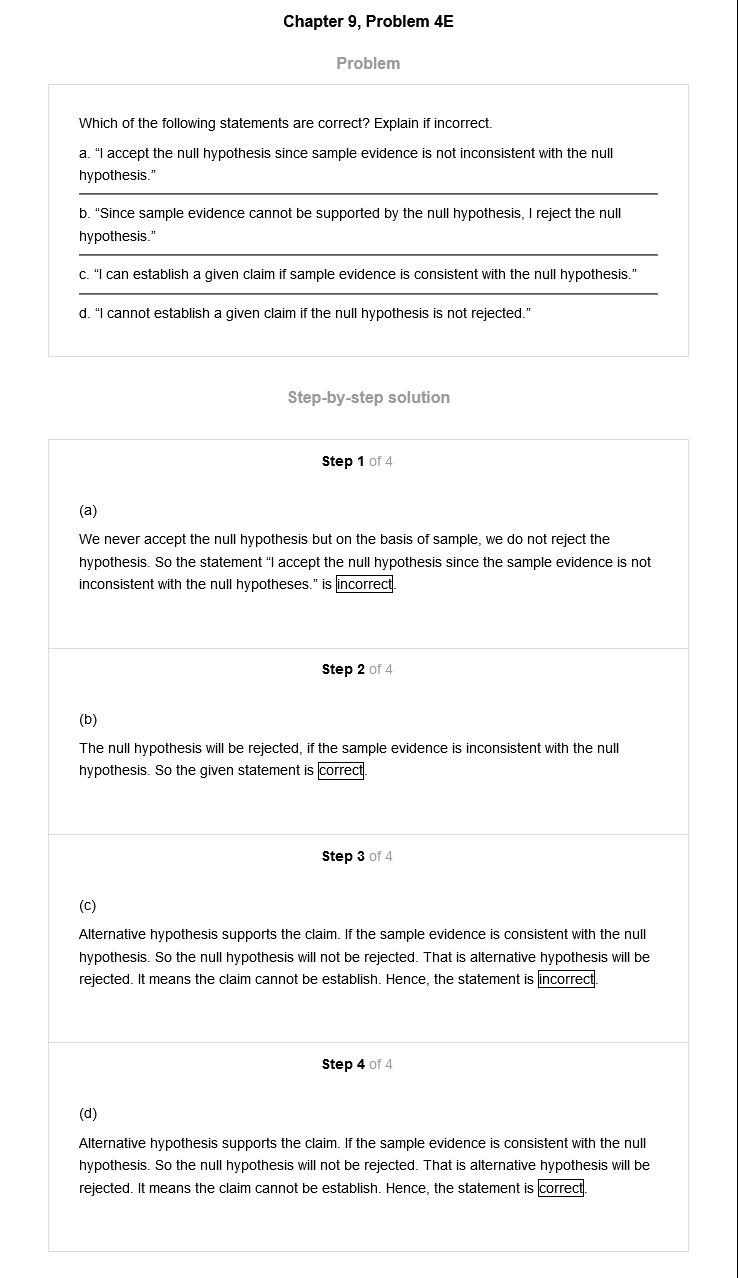 Chapter 9, Problem 4E
Problem
Which of the following statements are correct? Explain if incorrect.
a. “I accept the null hypothesis since sample evidence is not inconsistent with the null
hypothesis.”
b. “Since sample evidence cannot be supported by the null hypothesis, I reject the null
hypothesis.”
c. “I can establish a given claim if sample evidence is consistent with the null hypothesis.”
d. “I cannot establish a given claim if the null hypothesis is not rejected.”
Step-by-step solution
Step 1 of 4
(a)
We never accept the null hypothesis but on the basis of sample, we do not reject the
hypothesis. So the statement “I accept the null hypothesis since the sample evidence is not
inconsistent with the null hypotheses.” is incorrect.
Step 2 of 4
(b)
The null hypothesis will be rejected, if the sample evidence is inconsistent with the null
hypothesis. So the given statement is correct.
Step 3 of 4
(c)
Alternative hypothesis supports the claim. If the sample evidence is consistent with the null
hypothesis. So the null hypothesis will not be rejected. That is alternative hypothesis will be
rejected. It means the claim cannot be establish. Hence, the statement is incorrect.
Step 4 of 4
(d)
Alternative hypothesis supports the claim. If the sample evidence is consistent with the null
hypothesis. So the null hypothesis will not be rejected. That is alternative hypothesis will be
rejected. It means the claim cannot be establish. Hence, the statement is correct.